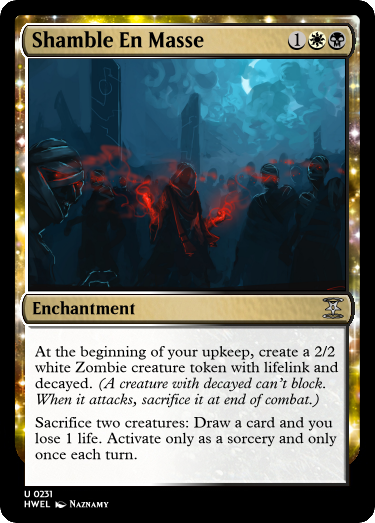 Shamble En Masse 1
Enchantment
At the beginning of your upkeep, create a 2/2
white Zombie creature token with lifelink and
decayed. (A creature with decayed can't block.
When it attacks, sacrifice it at end of combat.)
Sacrifice two creatures: Draw a card and you
lose 1 life. Activate only as a sorcery and only
once each turn.
U 0231
HWEL Naznamy